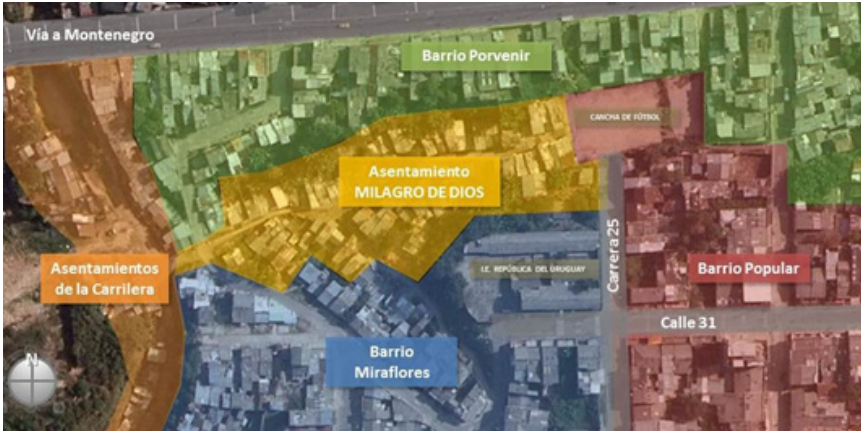 Vía a Montenegro
Barrio Porvenir
CANCHA DE FÚTBOL
Asentamiento
MILAGRO DE DIOS
Carrera 25
Asentamientos
de la Carrilera
I.E. REPÚBLICA DEL URUGUAY
Barrio Popular
Calle 31
Barrio
Miraflores
N